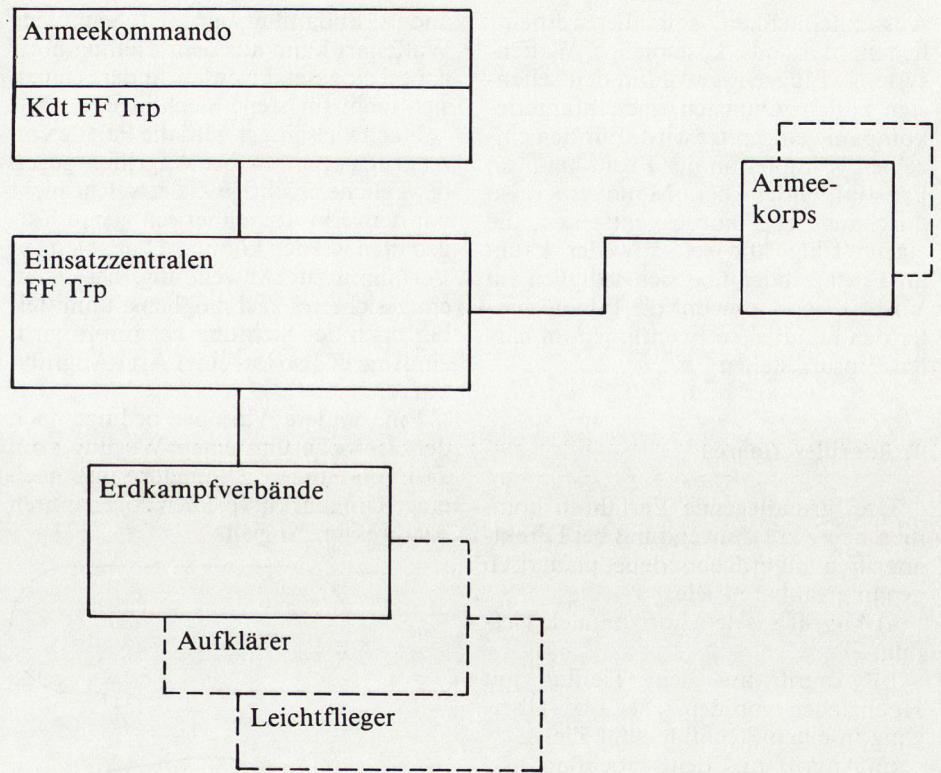 Armeekommando
Kdt FF Trp
Armee-
korps
Einsatzzentralen
FF Trp
Erdkampfverbände
Aufklärer
Leichtflieger